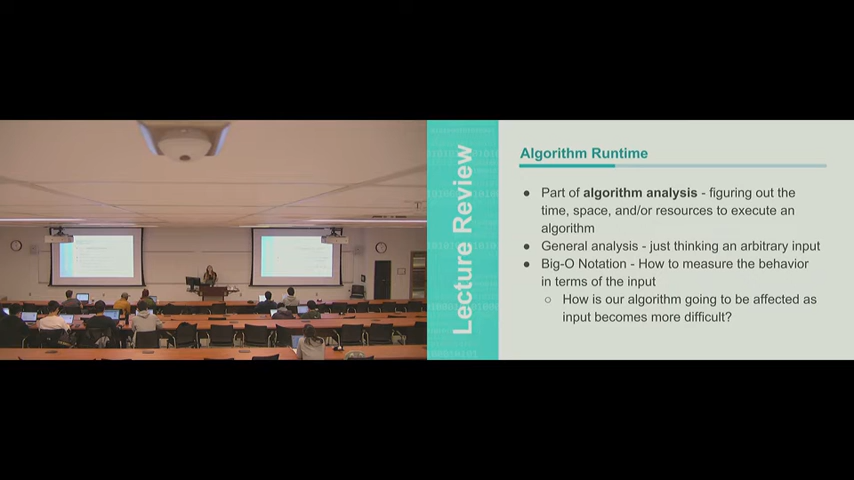 Lecture Review
Algorithm Runtime
● Part of algorithm analysis - figuring out the
time, space, and/or resources to execute an
algorithm
● General analysis - just thinking an arbitrary input
● Big-O Notation - How to measure the behavior
in terms of the input
○ How is our algorithm going to be affected as
input becomes more difficult?